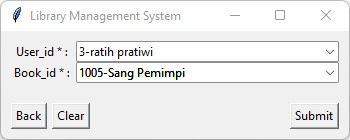 Library Management System
User_id * : 3-ratih pratiwi
Book_id * : 1005-Sang Pemimpi
Back Clear Submit